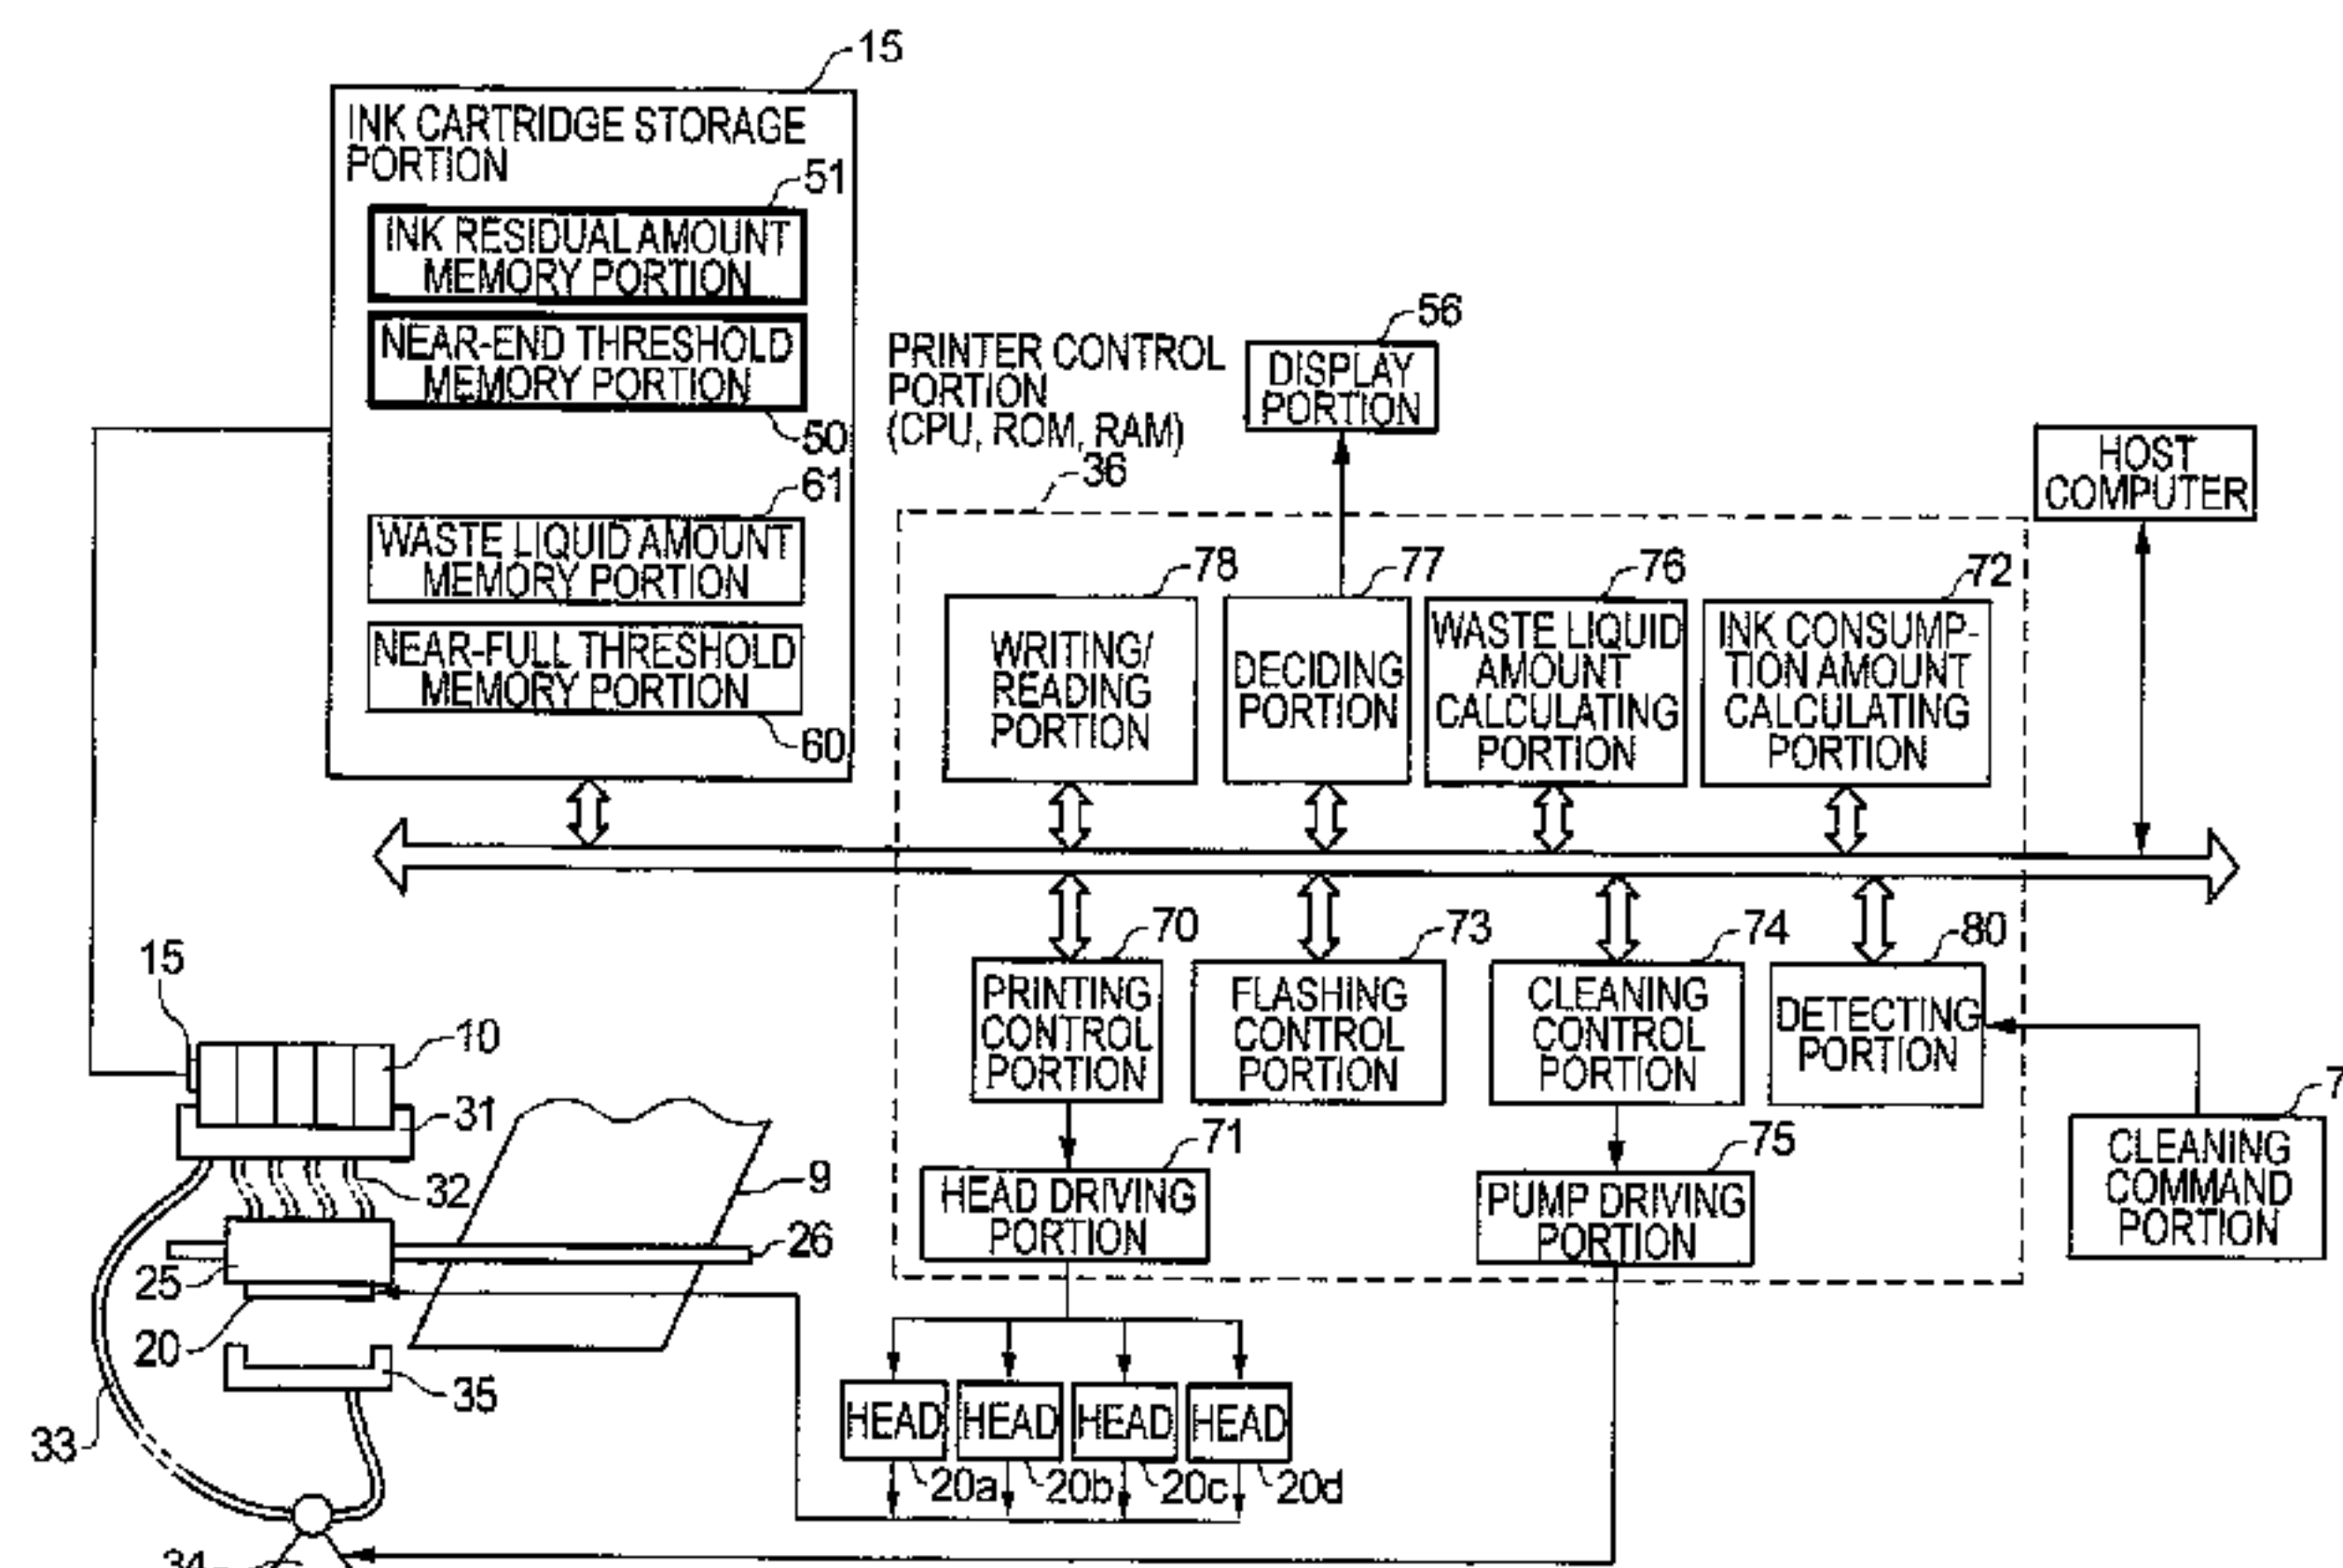 15
INK CARTRIDGE STORAGE
PORTION
51
INK RESIDUAL AMOUNT
MEMORY PORTION
NEAR-END THRESHOLD
MEMORY PORTION
50
61
WASTE LIQUID AMOUNT
MEMORY PORTION
NEAR-FULL THRESHOLD
MEMORY PORTION
60
PRINTER CONTROL
PORTION
(CPU, ROM, RAM)
36
56
DISPLAY
PORTION
HOST
COMPUTER
78
WRITING/
READING
PORTION
77
DECIDING
PORTION
76
WASTE LIQUID
AMOUNT
CALCULATING
PORTION
72
INK CONSUMP-
TION AMOUNT
CALCULATING
PORTION
70
PRINTING
CONTROL
PORTION
73
FLASHING
CONTROL
PORTION
74
CLEANING
CONTROL
PORTION
80
DETECTING
PORTION
7
CLEANING
COMMAND
PORTION
71
HEAD DRIVING
PORTION
75
PUMP DRIVING
PORTION
15
10
31
32
9
26
25
20
35
33
34
HEAD
HEAD
HEAD
HEAD
20a
20b
20c
20d